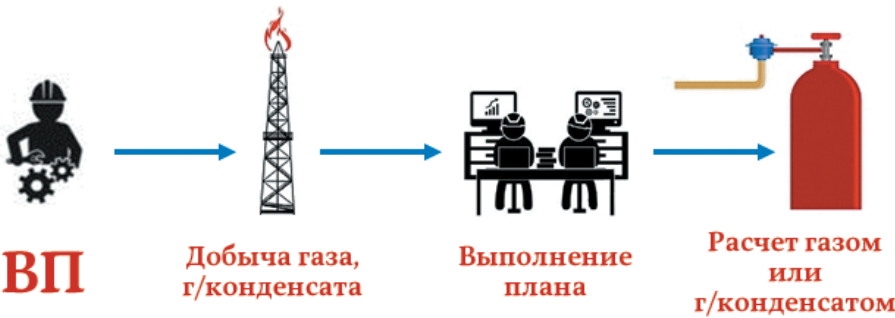 ВП
Добыча газа,
г/конденсата
Выполнение
плана
Расчет газом
или
г/конденсатом